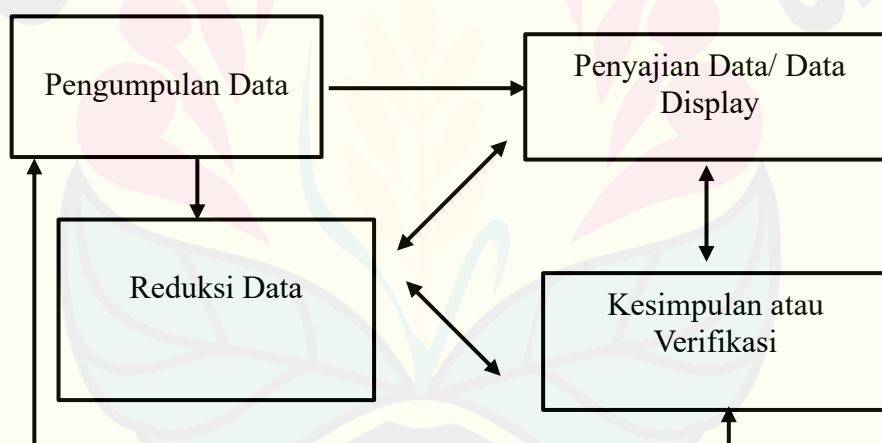 Pengumpulan Data
Penyajian Data/ Data
Display
Reduksi Data
Kesimpulan atau
Verifikasi